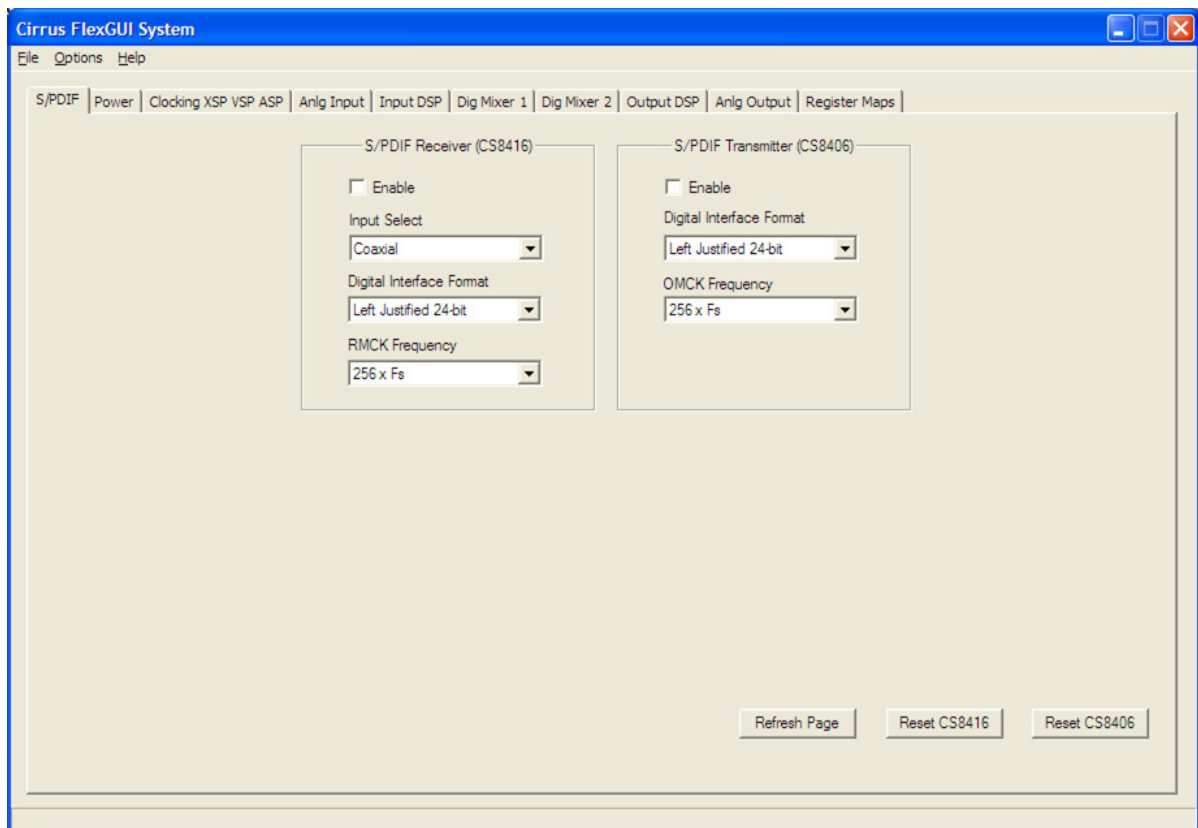 Cirrus FlexGUI System
File Options Help
S/PDIF Power Clocking XSP VSP ASP Anlg Input Input DSP Dig Mixer 1 Dig Mixer 2 Output DSP Anlg Output Register Maps
S/PDIF Receiver (CS8416)
Enable
Input Select
Coaxial
Digital Interface Format
Left Justified 24-bit
RMCK Frequency
256 x Fs
S/PDIF Transmitter (CS8406)
Enable
Digital Interface Format
Left Justified 24-bit
OMCK Frequency
256 x Fs
Refresh Page Reset CS8416 Reset CS8406